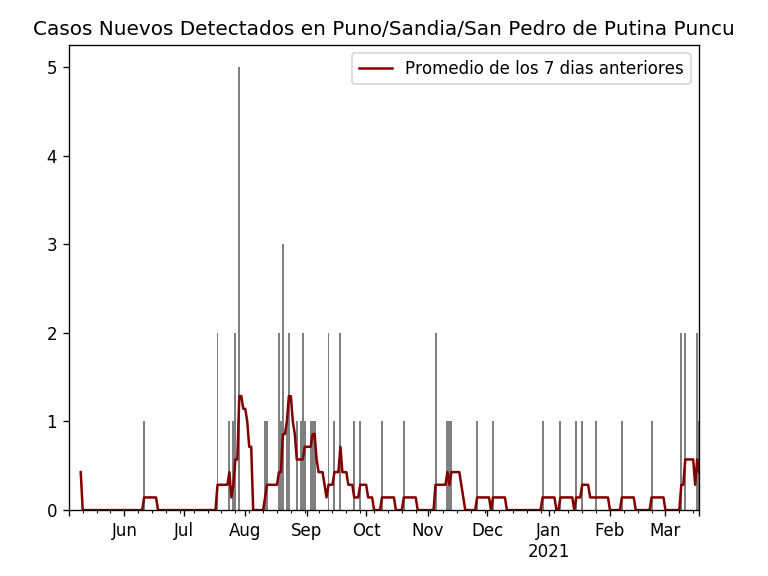 Casos Nuevos Detectados en Puno/Sandia/San Pedro de Putina Puncu
Promedio de los 7 dias anteriores
5
4
3
2
1
0
Jun Jul Aug Sep Oct Nov Dec Jan Feb Mar
2021